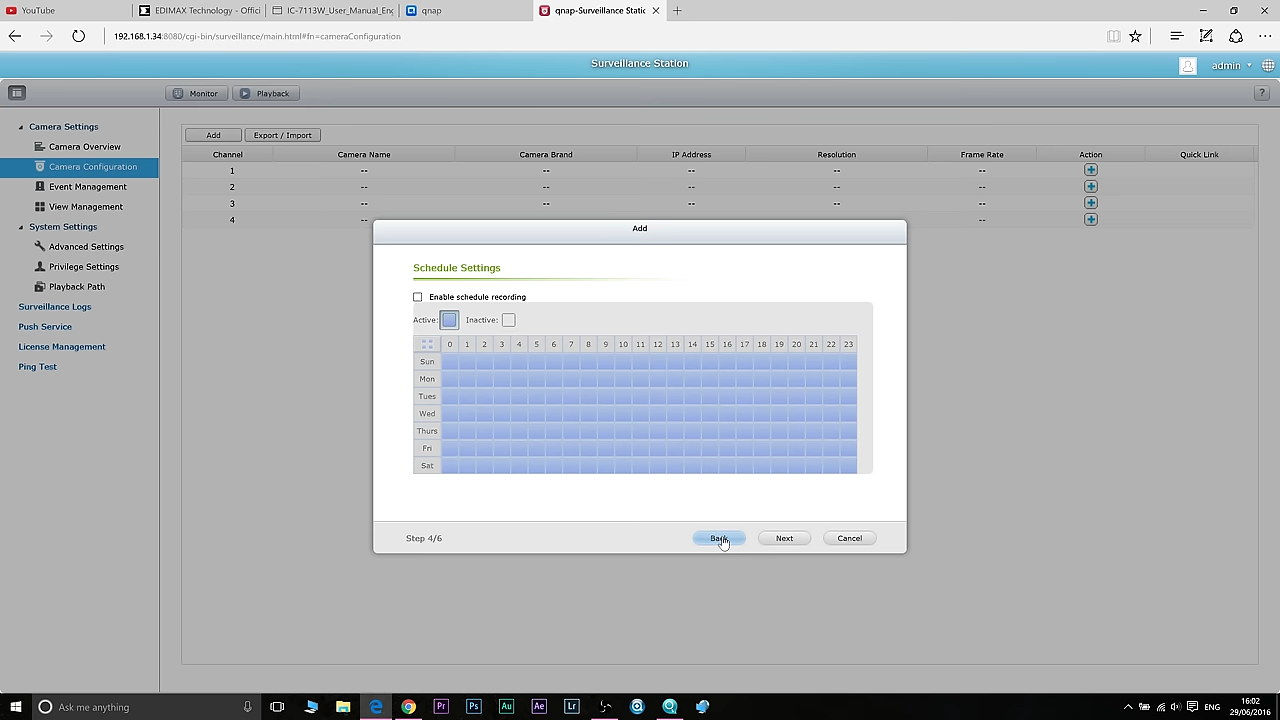 YouTube
EDIMAX Technology - Offici
IC-7113W_User_Manual_Eng
qnap
qnap-Surveillance Static
192.168.1.34:8080/cgi-bin/surveillance/main.html#fn=cameraConfiguration
Surveillance Station
admin
Monitor
Playback
?
Camera Settings
Camera Overview
Camera Configuration
Event Management
View Management
System Settings
Advanced Settings
Privilege Settings
Playback Path
Surveillance Logs
Push Service
License Management
Ping Test
Add
Export / Import
Channel Camera Name Camera Brand IP Address Resolution Frame Rate Action Quick Link
1 -- -- -- -- --
2 -- -- -- -- --
3 -- -- -- -- --
4 -- --
Add
Schedule Settings
Enable schedule recording
Active: Inactive:
0 1 2 3 4 5 6 7 8 9 10 11 12 13 14 15 16 17 18 19 20 21 22 23
Sun
Mon
Tues
Wed
Thurs
Fri
Sat
Step 4/6
Back
Next
Cancel
Ask me anything
Pr
Ps
Au
Ae
Lr
ENG
16:02
29/06/2016